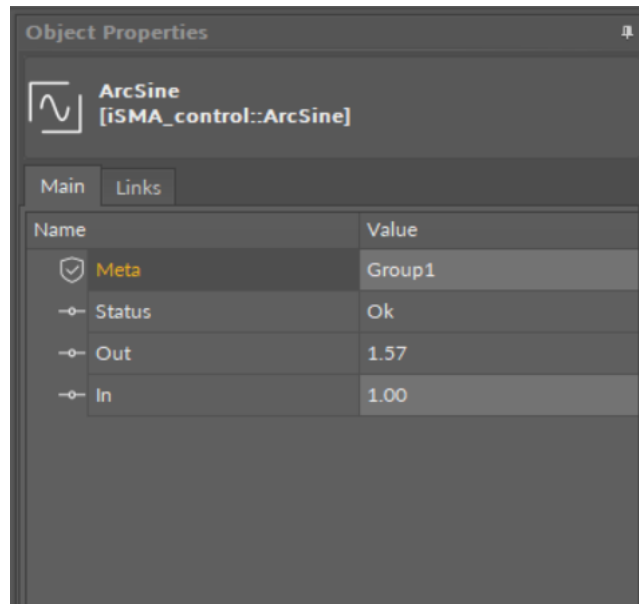 Object Properties
ArcSine
[iSMA_control::ArcSine]
Main Links
Name Value
Meta Group1
Status Ok
Out 1.57
In 1.00